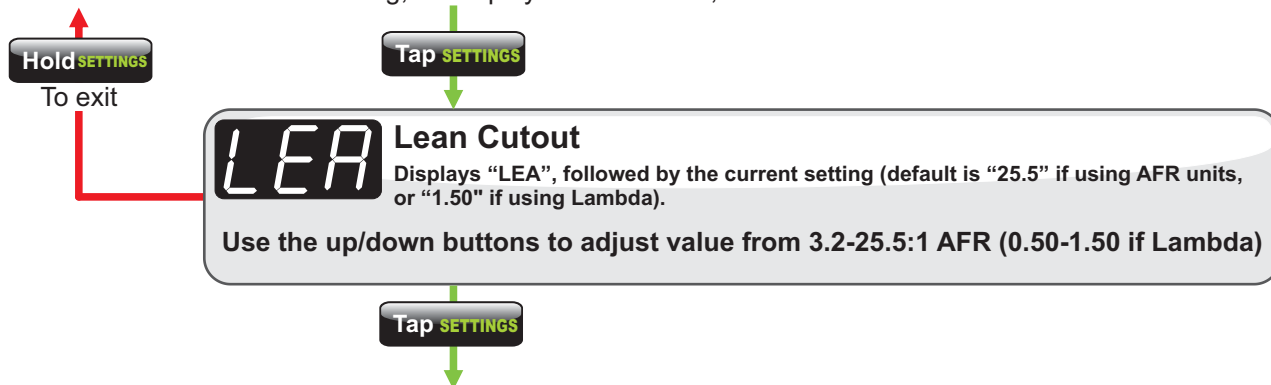 Hold SETTINGS
To exit
Tap SETTINGS
LEA
Lean Cutout
Displays “LEA”, followed by the current setting (default is “25.5” if using AFR units,
or “1.50" if using Lambda).
Use the up/down buttons to adjust value from 3.2-25.5:1 AFR (0.50-1.50 if Lambda)
Tap SETTINGS